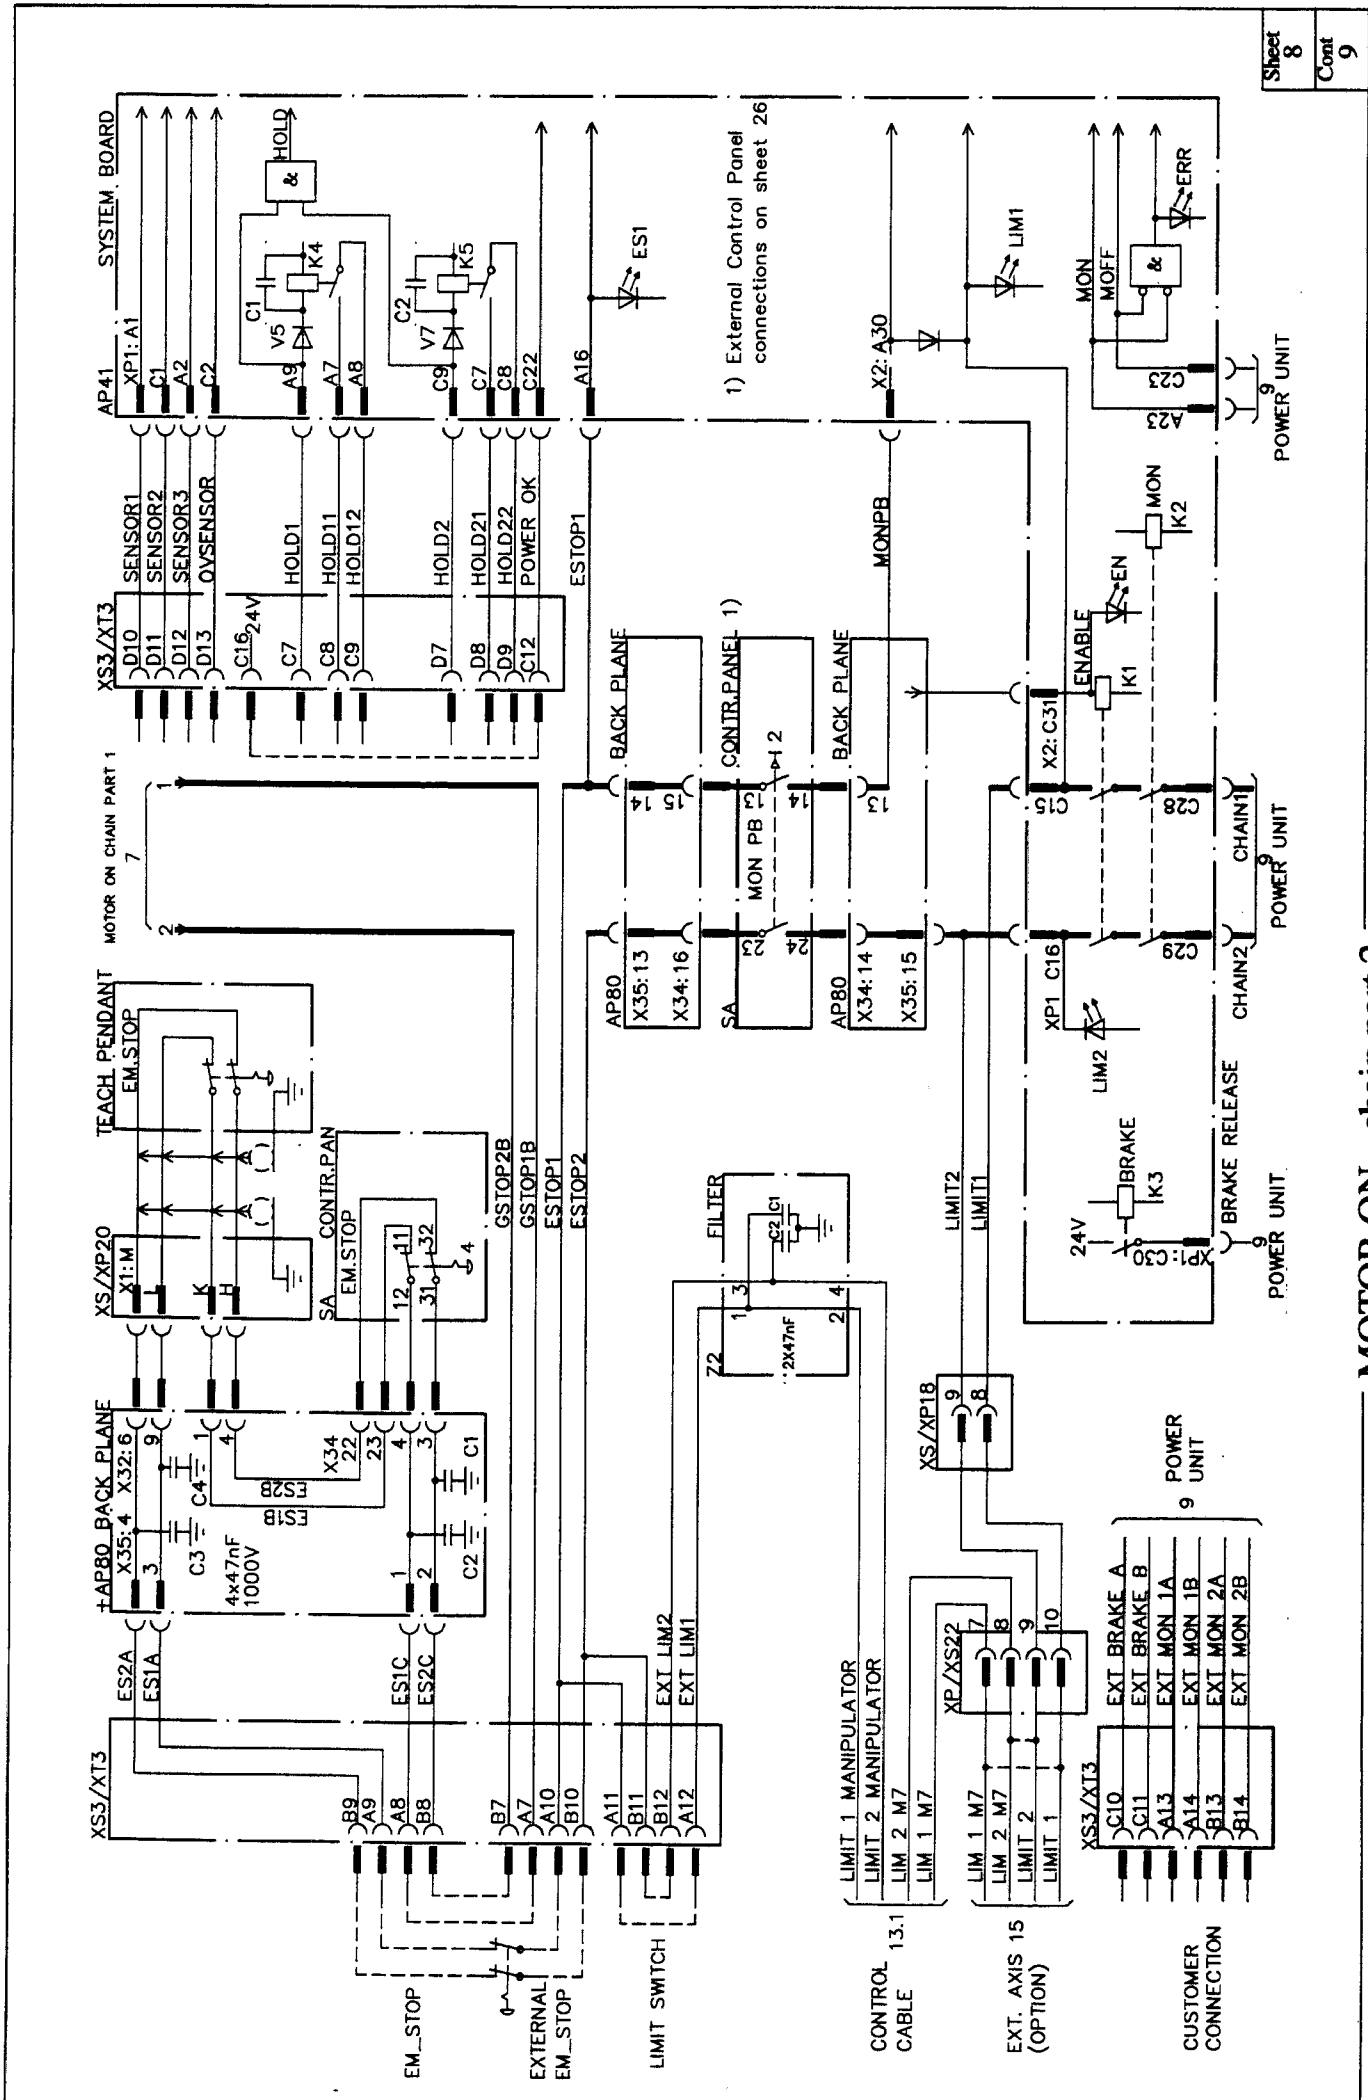 Sheet
8
Cont
9
SYSTEM BOARD
AP41
XP1: A1
C1
A2
C2
HOLD
&
C1
K4
V5
A9
A7
A8
C2
K5
V7
C9
C7
C8
C22
A16
ES1
1) External Control Panel
connections on sheet 26
X2: A30
LIM1
MON
MOFF
&
ERR
C23
A23
9
POWER UNIT
XS3/XT3
D10
SENSOR1
D11
SENSOR2
D12
SENSOR3
D13
OVSENSOR
C16
24V
C7
HOLD1
C8
HOLD11
C9
HOLD12
D7
HOLD2
D8
HOLD21
D9
HOLD22
C12
POWER OK
ESTOP1
MONPB
MOTOR ON CHAIN PART 1
7
1
2
BACK PLANE
14
15
AP80
X35: 13
X34: 16
CONTR.PANEL 1)
13
14
MON PB
2
23
24
SA
BACK PLANE
13
AP80
X34: 14
X35: 15
X2: C31
ENABLE
EN
K1
MON
K2
C15
C28
CHAIN1
XP1
C16
C29
CHAIN2
9
POWER UNIT
LIM2
BRAKE
K3
24V
XP1: C30
BRAKE RELEASE
9
POWER UNIT
TEACH PENDANT
EM.STOP
XS/XP20
X1: M
L
K
H
CONTR.PAN
SA
EM.STOP
11
32
12
31
4
+AP80 BACK PLANE
X35: 4
X32: 6
3
9
C3
C4
4x47nF
1000V
1
4
ES2B
ES1B
X34
22
23
4
3
1
2
C2
C1
GSTOP2B
GSTOP1B
ESTOP1
ESTOP2
FILTER
Z2
1
3
C2
C1
2X47nF
2
4
LIMIT2
LIMIT1
XS/XP18
9
8
XS3/XT3
ES2A
ES1A
ES1C
ES2C
B9
A9
A8
B8
B7
A7
A10
B10
A11
B11
B12
A12
EXT LIM2
EXT LIM1
EM_STOP
EXTERNAL
EM_STOP
LIMIT SWITCH
CONTROL
CABLE
13.1
LIMIT 1 MANIPULATOR
LIMIT 2 MANIPULATOR
LIM 2 M7
LIM 1 M7
XP/XS22
7
8
9
10
LIM 1 M7
LIM 2 M7
LIMIT 2
LIMIT 1
EXT. AXIS 15
(OPTION)
XS3/XT3
C10
EXT BRAKE A
C11
EXT BRAKE B
A13
EXT MON 1A
A14
EXT MON 1B
B13
EXT MON 2A
B14
EXT MON 2B
9
POWER
UNIT
CUSTOMER
CONNECTION
MOTOR ON - chain part 2